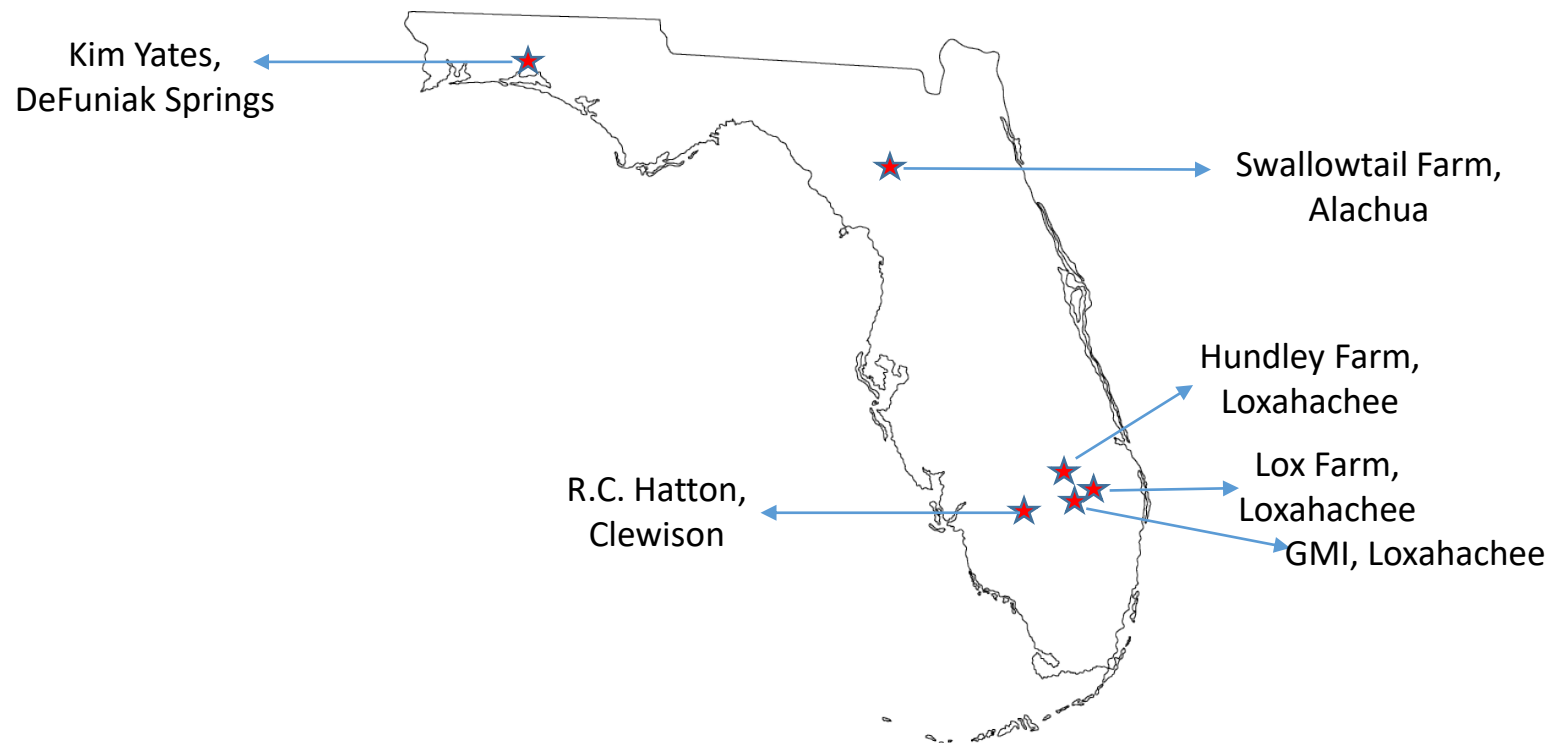 Kim Yates,
DeFuniak Springs
Swallowtail Farm,
Alachua
Hundley Farm,
Loxahachee
Lox Farm,
Loxahachee
GMI, Loxahachee
R.C. Hatton,
Clewison